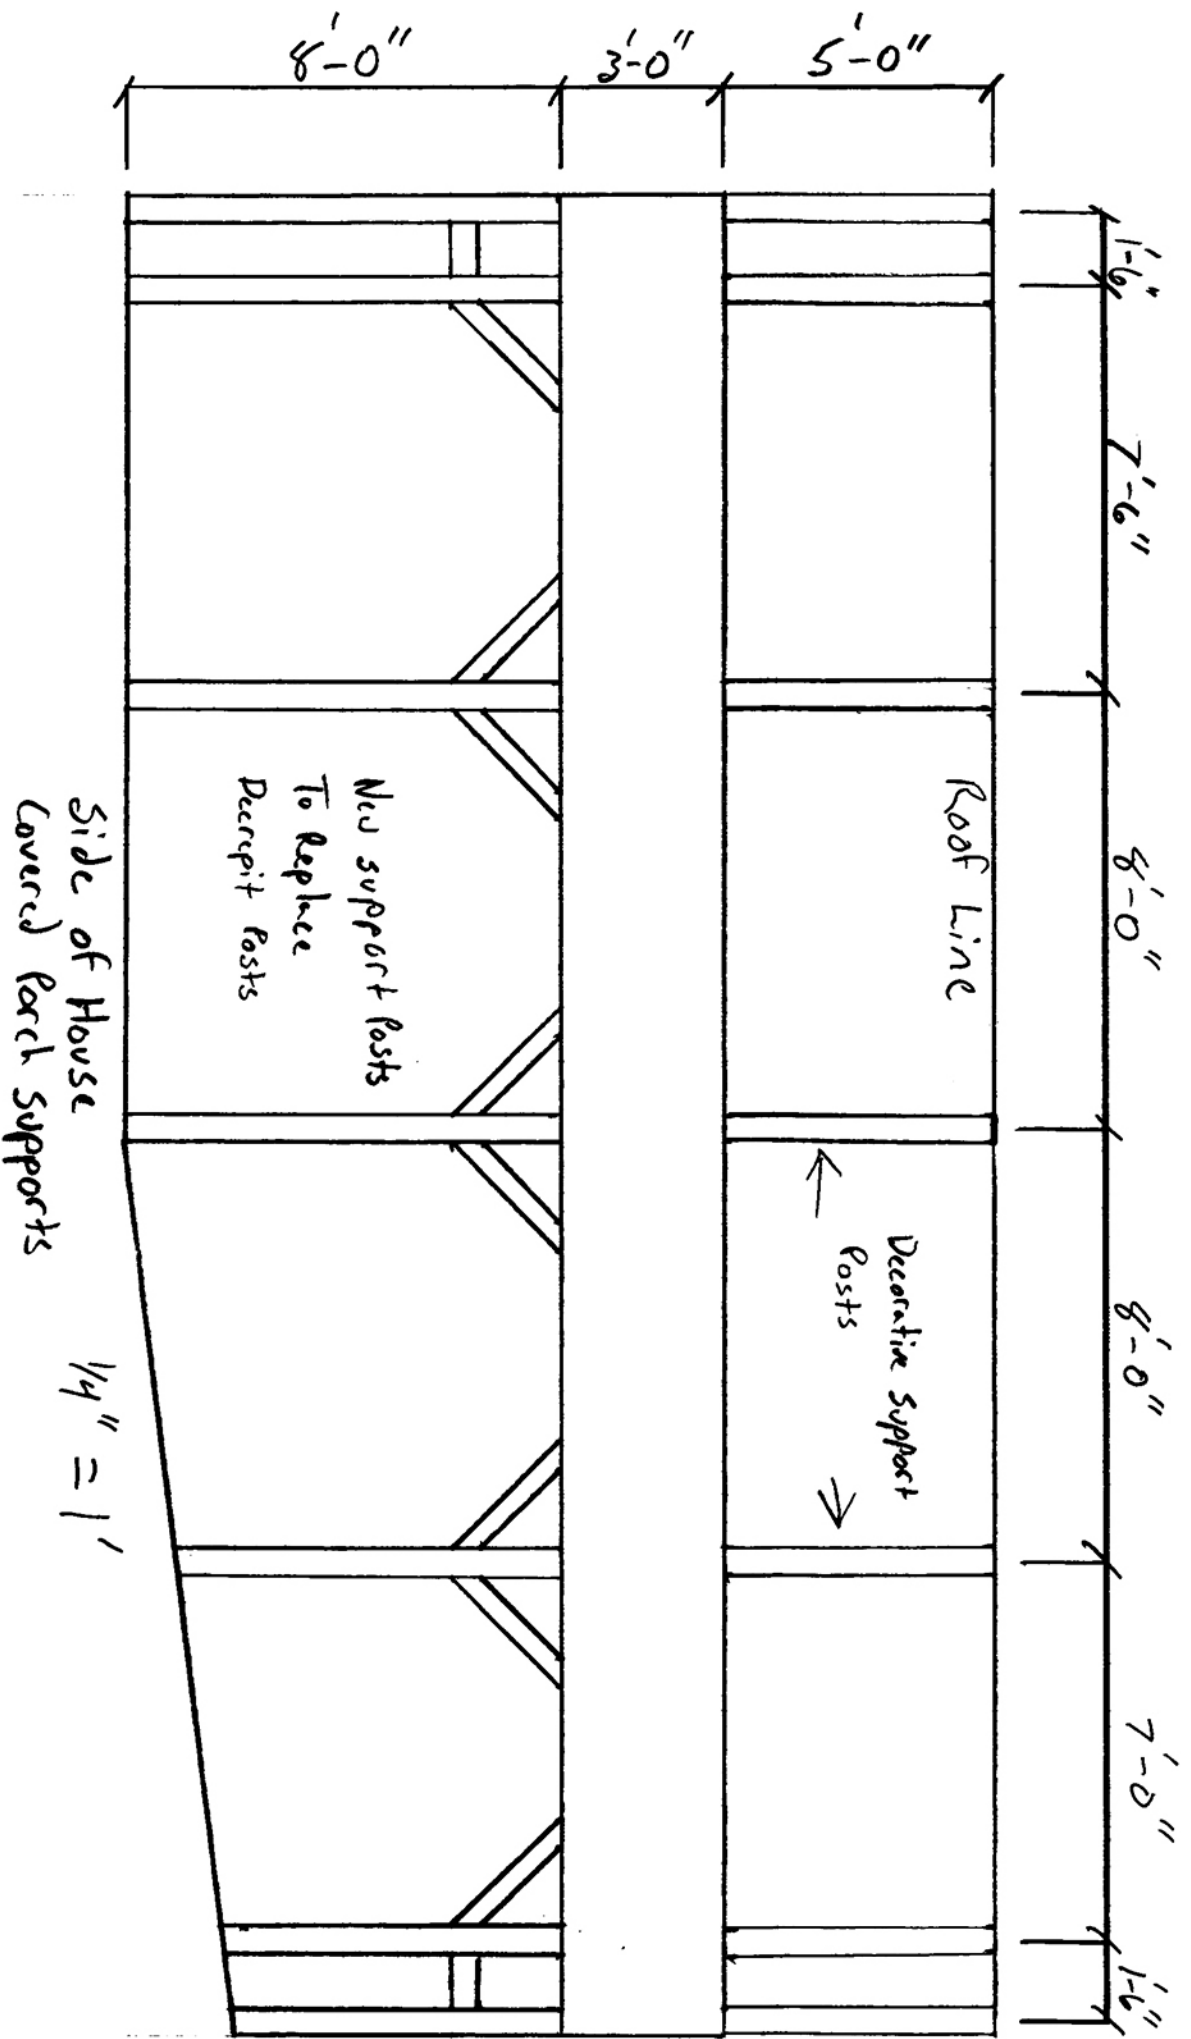 1'-6"
7'-6"
8'-0"
8'-0"
7'-0"
1'-6"
5'-0"
3'-0"
8'-0"
Roof Line
Decorative Support
Posts
New support Posts
To Replace
Decrepit Posts
Side of House
Covered Porch Supports
1/4" = 1'